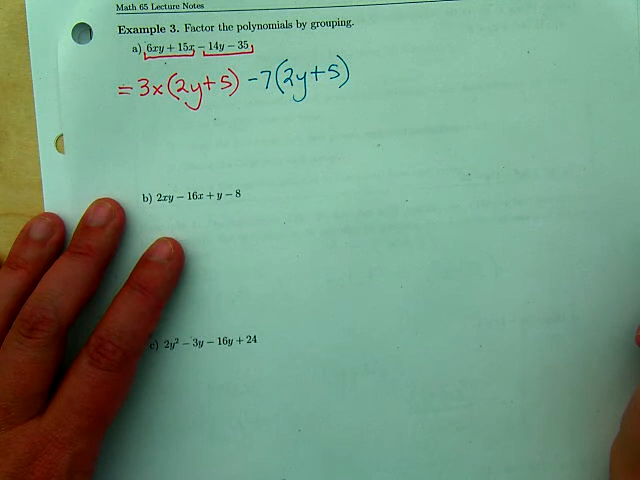 Math 65 Lecture Notes
Example 3. Factor the polynomials by grouping.
a) 6xy + 15x − 14y − 35
= 3x(2y+5) −7(2y+5)
b) 2xy − 16x + y − 8
c) 2y² − 3y − 16y + 24